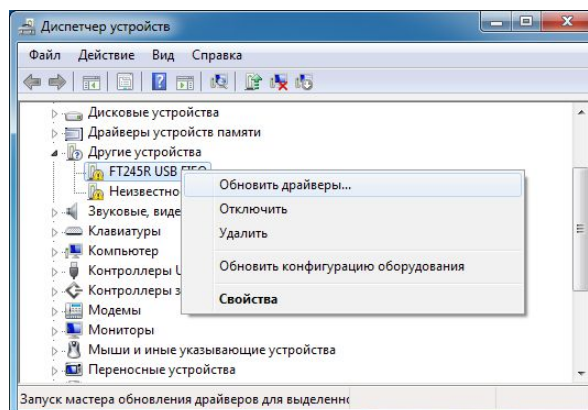 Диспетчер устройств
Файл Действие Вид Справка
Дисковые устройства
Драйверы устройств памяти
Другие устройства
FT245R USB FIFO
Неизвестно
Обновить драйверы...
Звуковые, виде
Отключить
Клавиатуры
Удалить
Компьютер
Контроллеры U
Обновить конфигурацию оборудования
Контроллеры з
Модемы
Свойства
Мониторы
Мыши и иные указывающие устройства
Переносные устройства
Запуск мастера обновления драйверов для выделенн